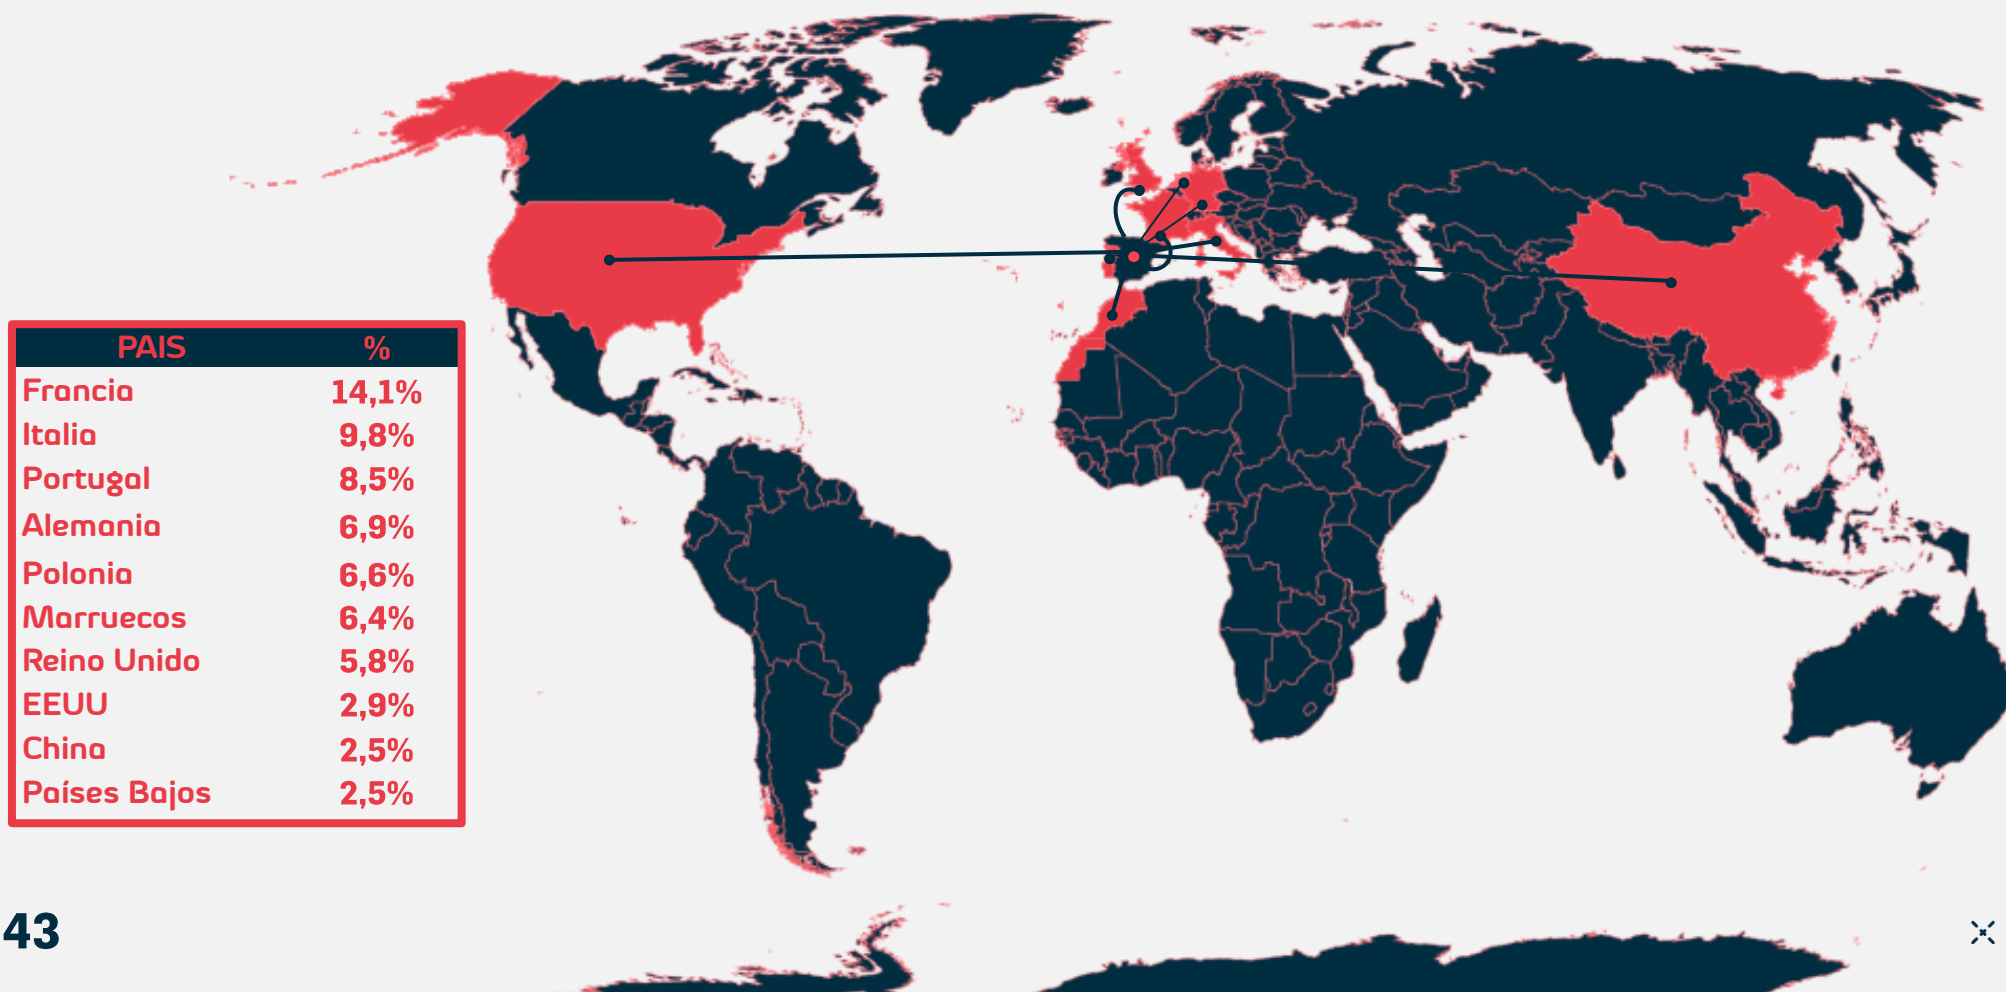 PAIS %
Francia 14,1%
Italia 9,8%
Portugal 8,5%
Alemania 6,9%
Polonia 6,6%
Marruecos 6,4%
Reino Unido 5,8%
EEUU 2,9%
China 2,5%
Países Bajos 2,5%
43